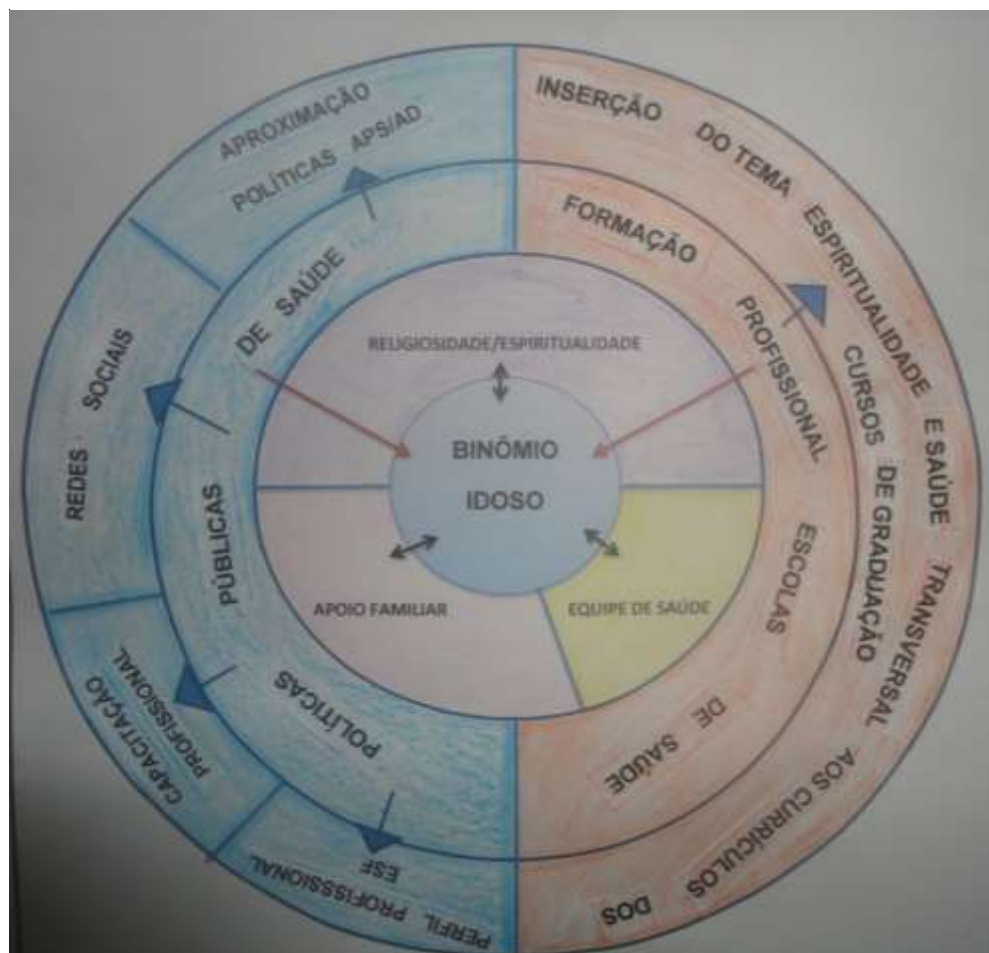 APROXIMAÇÃO
POLÍTICAS APS/AD
REDES SOCIAIS
CAPACITAÇÃO
PROFISSIONAL
PERFIL PROFISSSIONAL
ESF
POLÍTICAS PÚBLICAS DE SAÚDE
INSERÇÃO DO TEMA ESPIRITUALIDADE E SAÚDE TRANSVERSAL AOS CURRÍCULOS DOS
CURSOS DE GRADUAÇÃO
FORMAÇÃO PROFISSIONAL ESCOLAS DE SAÚDE
RELIGIOSIDADE/ESPIRITUALIDADE
BINÔMIO
IDOSO
APOIO FAMILIAR
EQUIPE DE SAÚDE